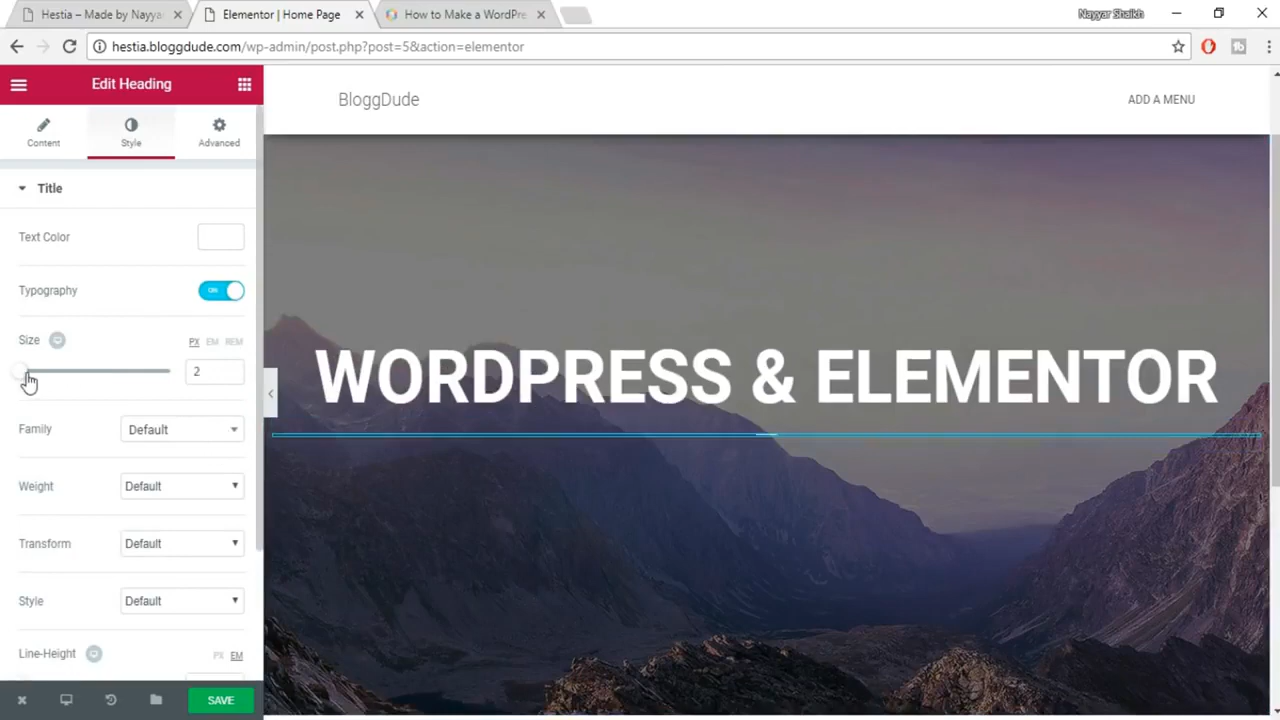 Hestia – Made by Nayya
Elementor | Home Page
How to Make a WordPre
Nayyar Shaikh
hestia.bloggdude.com/wp-admin/post.php?post=5&action=elementor
Edit Heading
Content
Style
Advanced
Title
Text Color
Typography
ON
Size
PX EM REM
2
Family
Default
Weight
Default
Transform
Default
Style
Default
Line-Height
PX EM
SAVE
BloggDude
ADD A MENU
WORDPRESS & ELEMENTOR